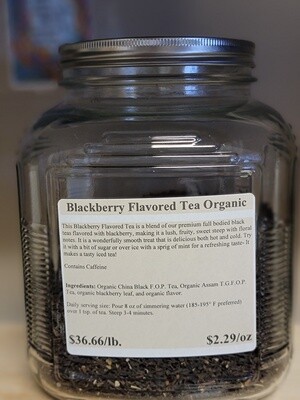 Blackberry Flavored Tea Organic
This Blackberry Flavored Tea is a blend of our premium full bodied black
teas flavored with blackberry, making it a lush, fruity, sweet steep with floral
notes. It is a wonderfully smooth treat that is delicious both hot and cold. Try
it with a bit of sugar over ice with a sprig of mint for a refreshing taste- It
makes a tasty iced tea!
Contains Caffeine
Ingredients: Organic China Black F.O.P. Tea, Organic Assam T.G.F.O.P.
Tea, organic blackberry leaf, and organic flavor.
Daily serving size: Pour 8 oz of simmering water (185-195° F preferred)
over 1 tsp. of tea. Steep 3-4 minutes.
$36.66/lb. $2.29/oz